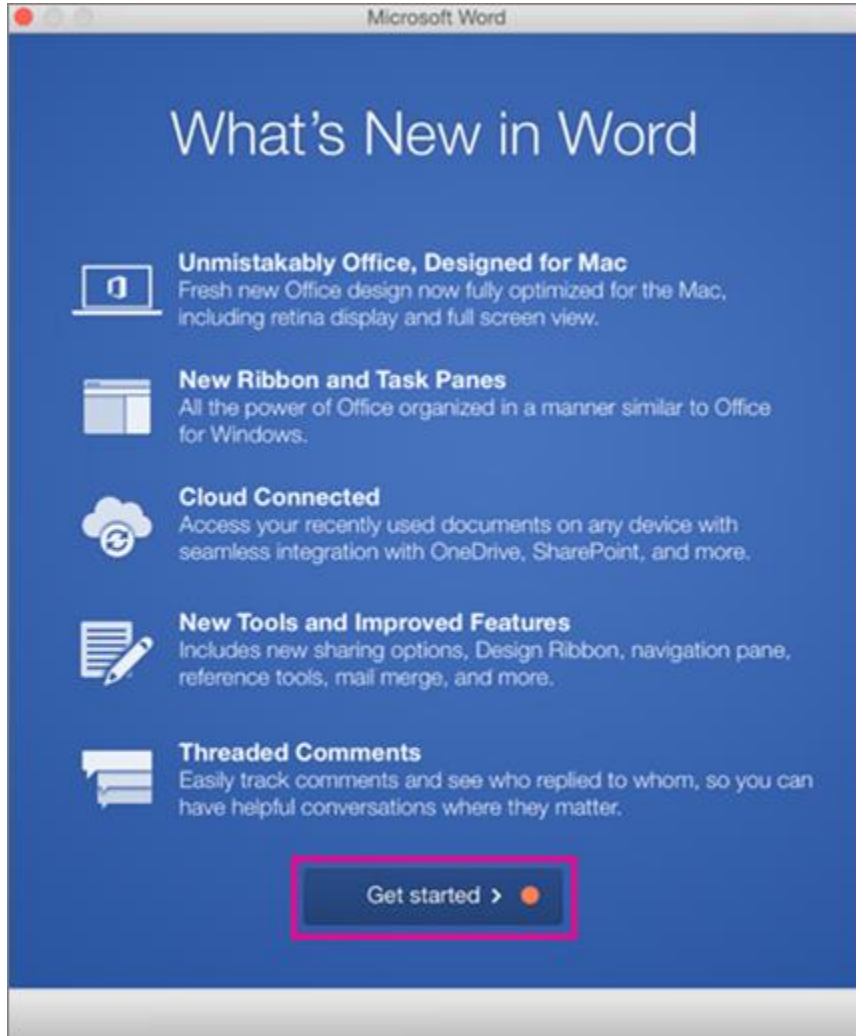 Microsoft Word
What's New in Word
Unmistakably Office, Designed for Mac
Fresh new Office design now fully optimized for the Mac,
including retina display and full screen view.
New Ribbon and Task Panes
All the power of Office organized in a manner similar to Office
for Windows.
Cloud Connected
Access your recently used documents on any device with
seamless integration with OneDrive, SharePoint, and more.
New Tools and Improved Features
Includes new sharing options, Design Ribbon, navigation pane,
reference tools, mail merge, and more.
Threaded Comments
Easily track comments and see who replied to whom, so you can
have helpful conversations where they matter.
Get started >